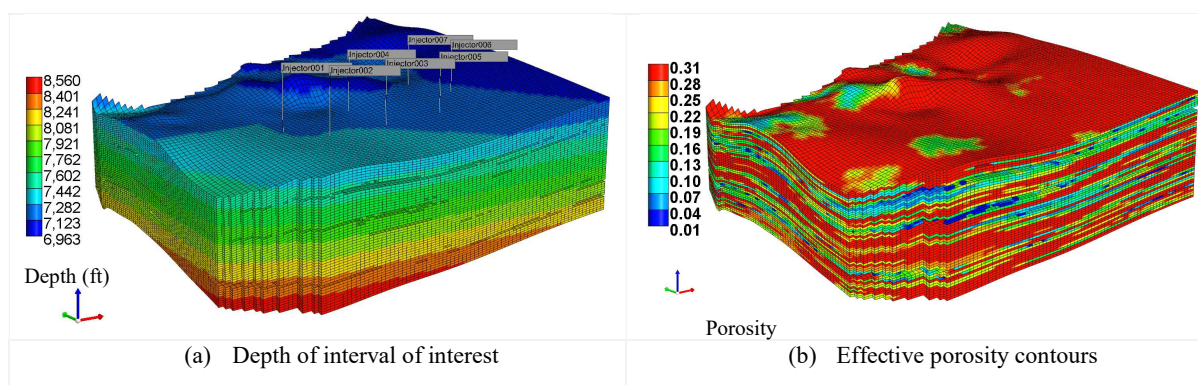 Injector007
Injector006
Injector004
Injector005
Injector003
Injector001
Injector002
8,560
8,401
8,241
8,081
7,921
7,762
7,602
7,442
7,282
7,123
6,963
Depth (ft)
(a) Depth of interval of interest
0.31
0.28
0.25
0.22
0.19
0.16
0.13
0.10
0.07
0.04
0.01
Porosity
(b) Effective porosity contours